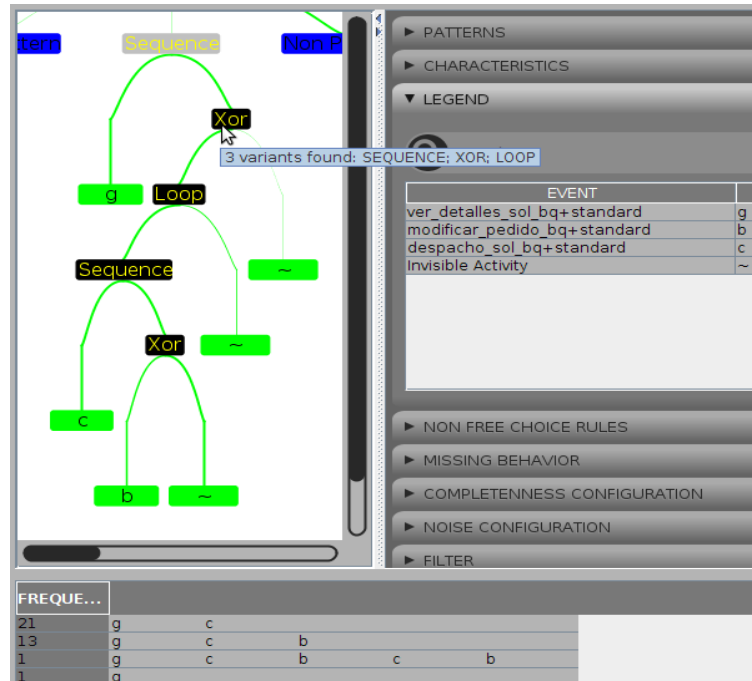 ttern
Sequence
Non P
Xor
3 variants found: SEQUENCE; XOR; LOOP
g
Loop
Sequence
~
Xor
~
c
b
~
PATTERNS
CHARACTERISTICS
LEGEND
EVENT
ver_detalles_sol_bq+standard g
modificar_pedido_bq+standard b
despacho_sol_bq+standard c
Invisible Activity ~
NON FREE CHOICE RULES
MISSING BEHAVIOR
COMPLETENNESS CONFIGURATION
NOISE CONFIGURATION
FILTER
FREQUE...
21 g c
13 g c b
1 g c b c b
1 g